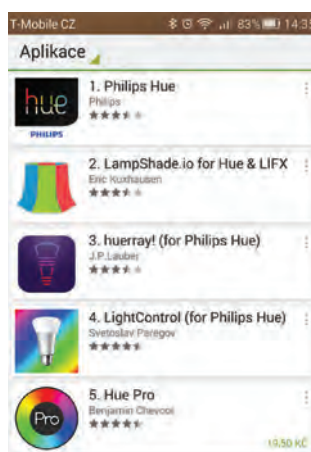 T-Mobile CZ 83% 14:35
Aplikace
hue
PHILIPS
1. Philips Hue
Philips
2. LampShade.io for Hue & LIFX
Eric Kuxhausen
3. huerray! (for Philips Hue)
J.P.Lauber
4. LightControl (for Philips Hue)
Svetoslav Paregov
Pro
5. Hue Pro
Benjamin Chevoor
19,50 Kč